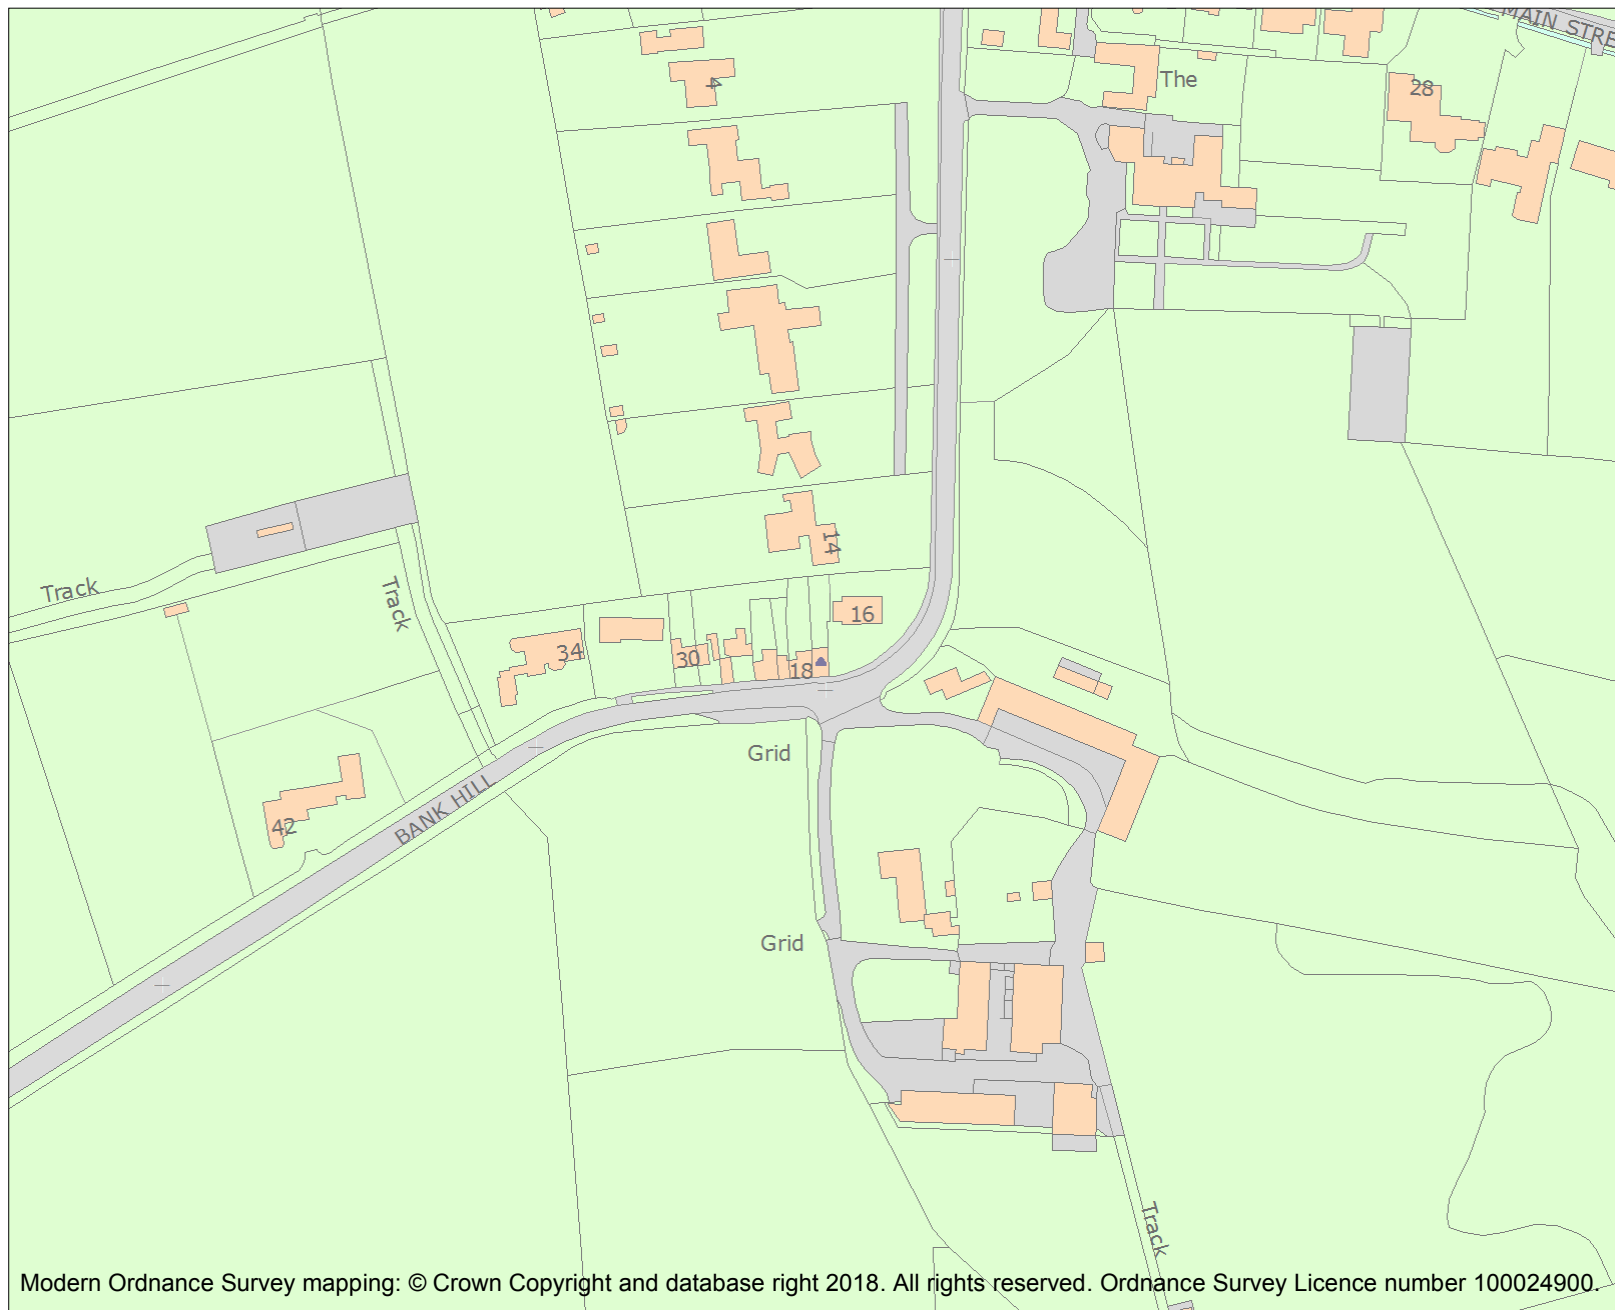 MAIN STRE
4
The
28
14
Track
Track
16
34
30
18
Grid
42
BANK HILL
Grid
Track
Modern Ordnance Survey mapping: © Crown Copyright and database right 2018. All rights reserved. Ordnance Survey Licence number 100024900.